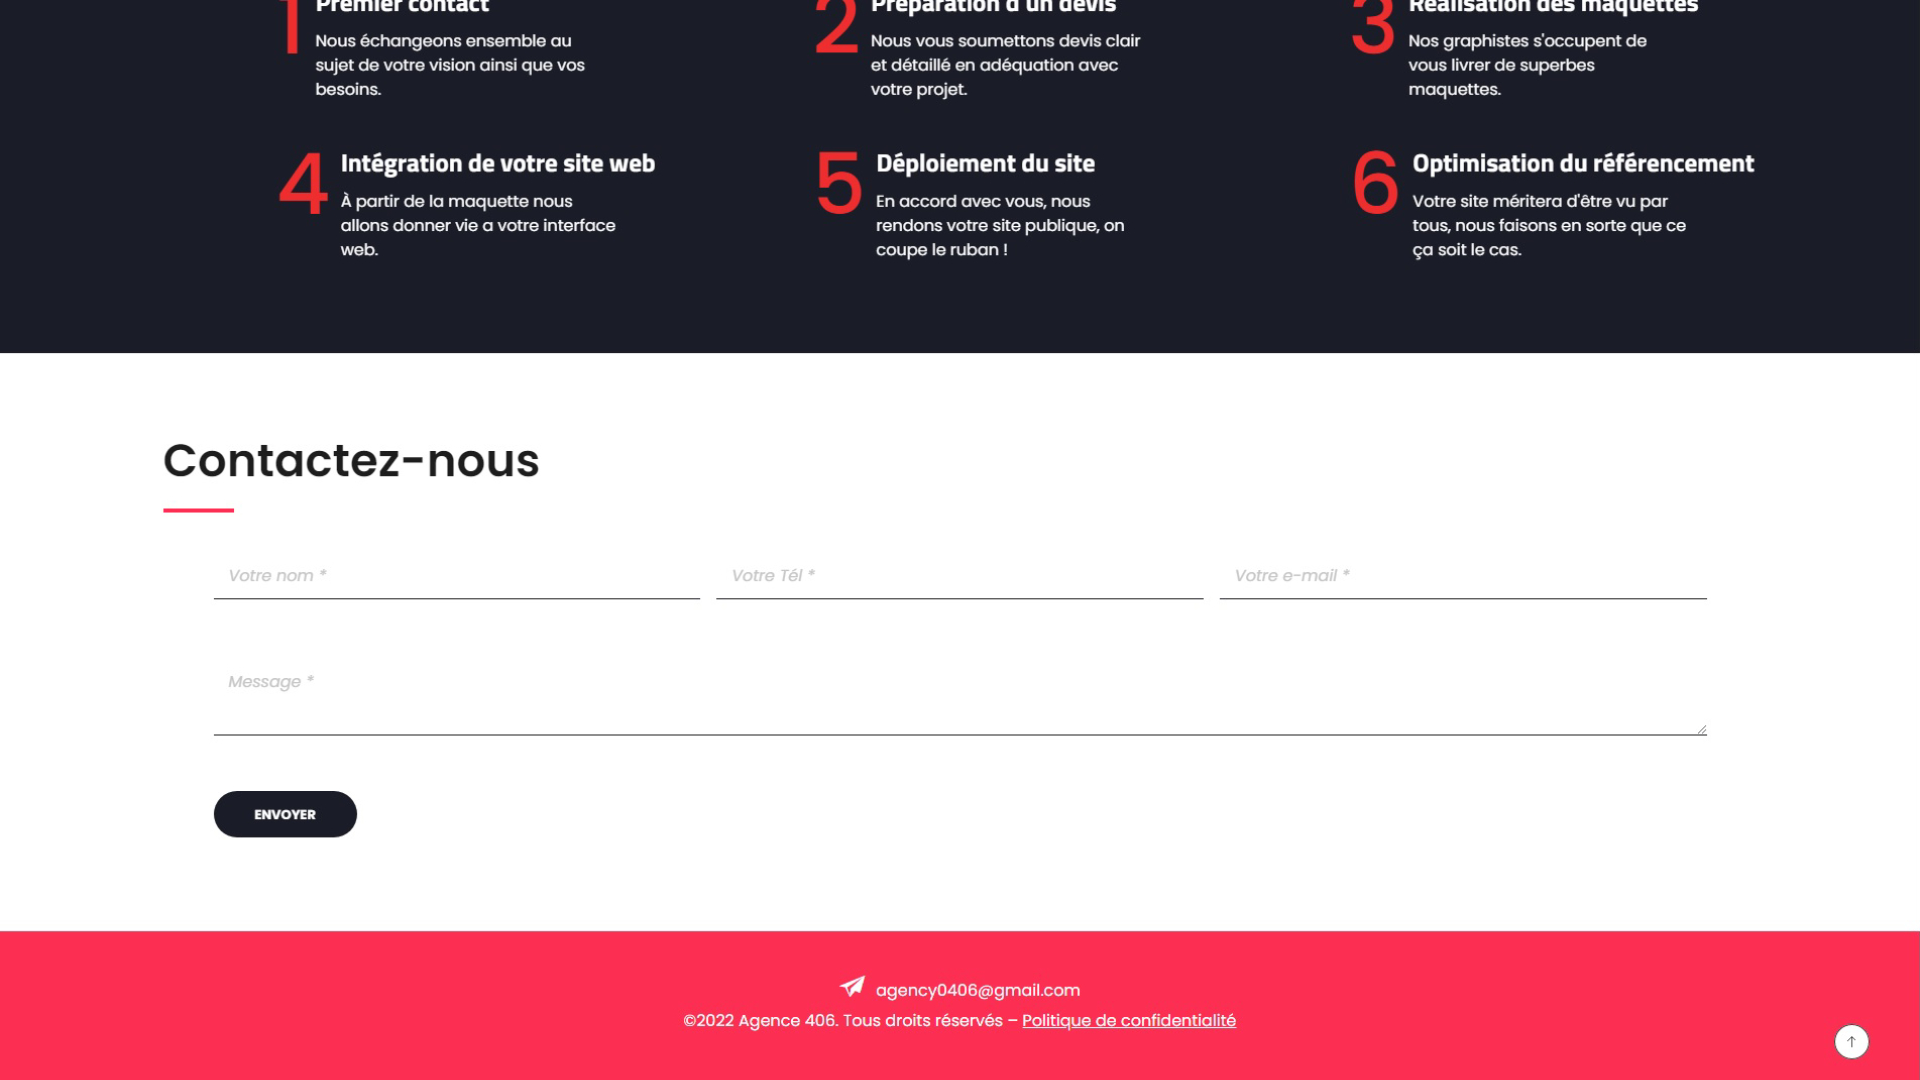 1 Premier contact
Nous échangeons ensemble au
sujet de votre vision ainsi que vos
besoins.
2 Préparation d'un devis
Nous vous soumettons devis clair
et détaillé en adéquation avec
votre projet.
3 Réalisation des maquettes
Nos graphistes s'occupent de
vous livrer de superbes
maquettes.
4 Intégration de votre site web
À partir de la maquette nous
allons donner vie a votre interface
web.
5 Déploiement du site
En accord avec vous, nous
rendons votre site publique, on
coupe le ruban !
6 Optimisation du référencement
Votre site méritera d'être vu par
tous, nous faisons en sorte que ce
ça soit le cas.
Contactez-nous
Votre nom *
Votre Tél *
Votre e-mail *
Message *
ENVOYER
agency0406@gmail.com
©2022 Agence 406. Tous droits réservés – Politique de confidentialité